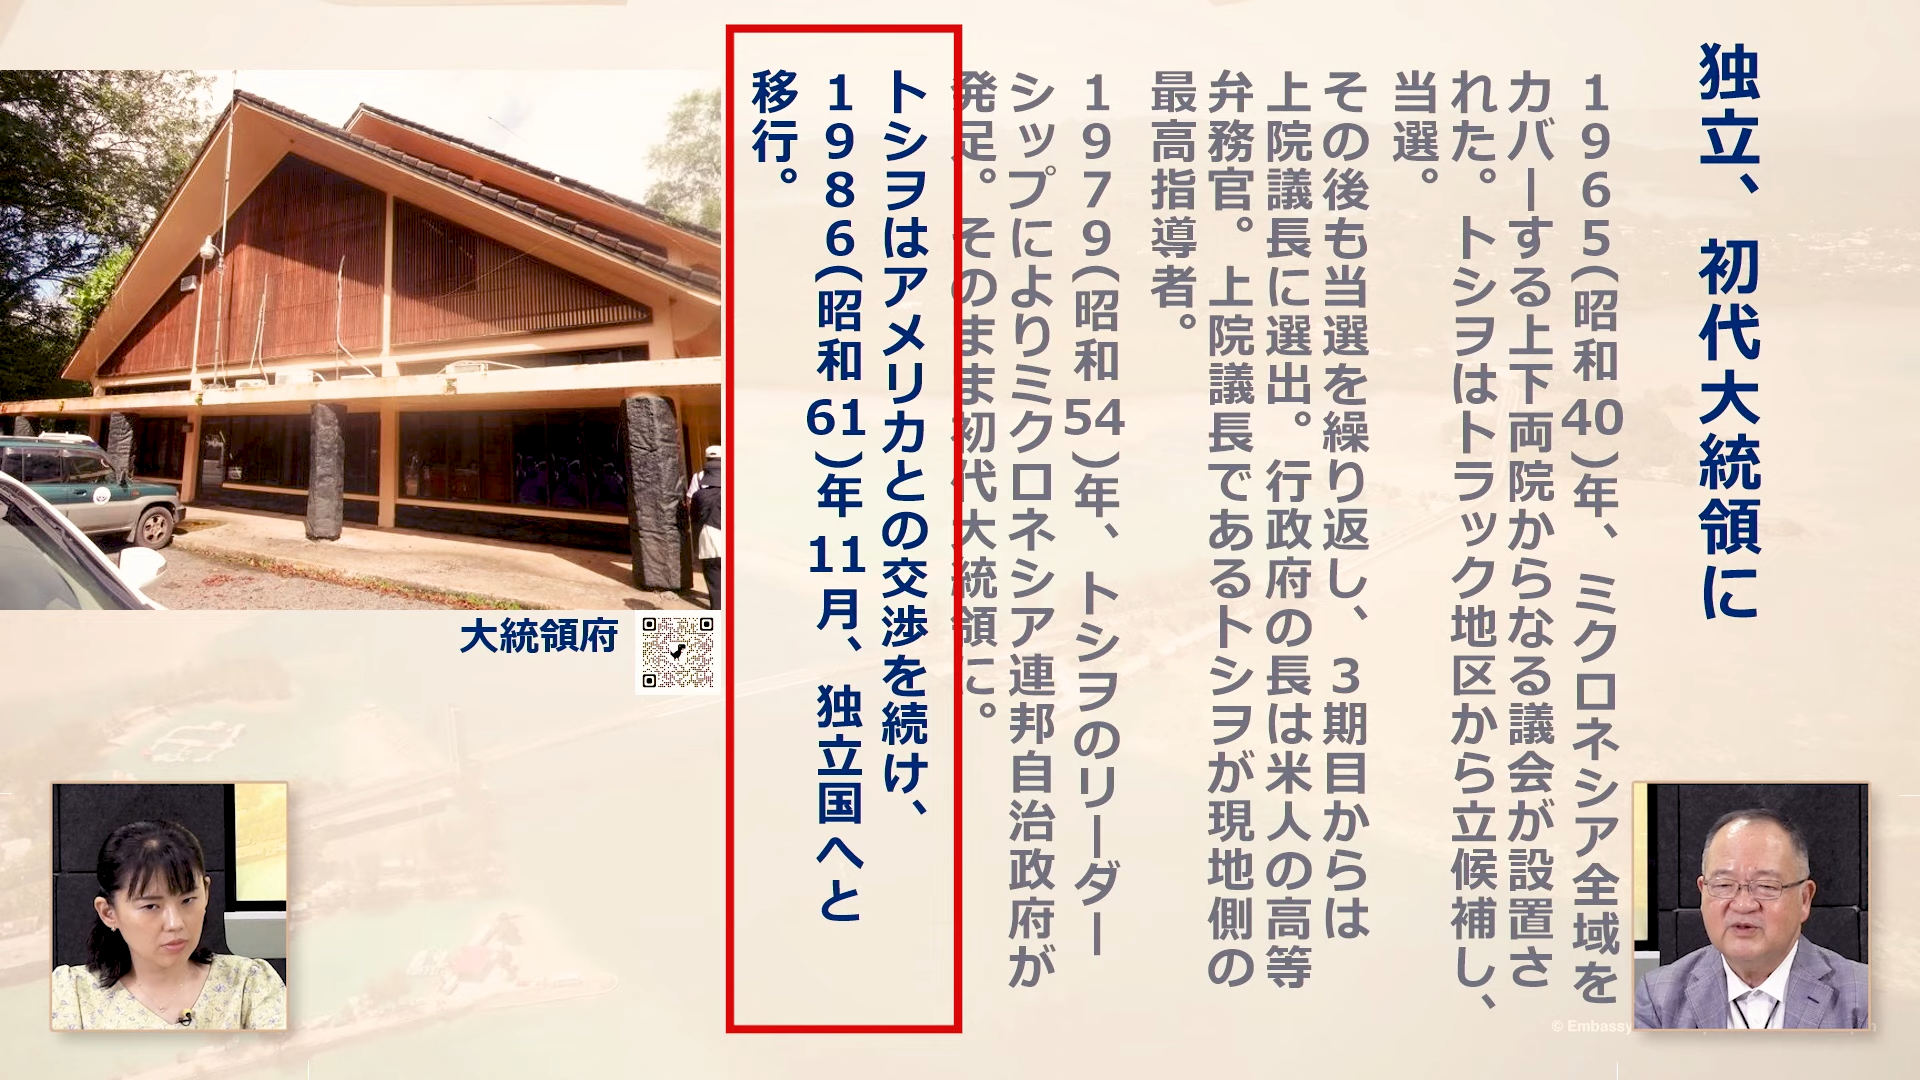 独立、初代大統領に
1965(昭和40)年、ミクロネシア全域を
カバーする上下両院からなる議会が設置さ
れた。トシヲはトラック地区から立候補し、
当選。
その後も当選を繰り返し、3期目からは
上院議長に選出。行政府の長は米人の高等
弁務官。上院議長であるトシヲが現地側の
最高指導者。
1979(昭和54)年、トシヲのリーダー
シップによりミクロネシア連邦自治政府が
発足。そのまま初代大統領に。
トシヲはアメリカとの交渉を続け、
1986(昭和61)年11月、独立国へと
移行。
大統領府
© Embassy